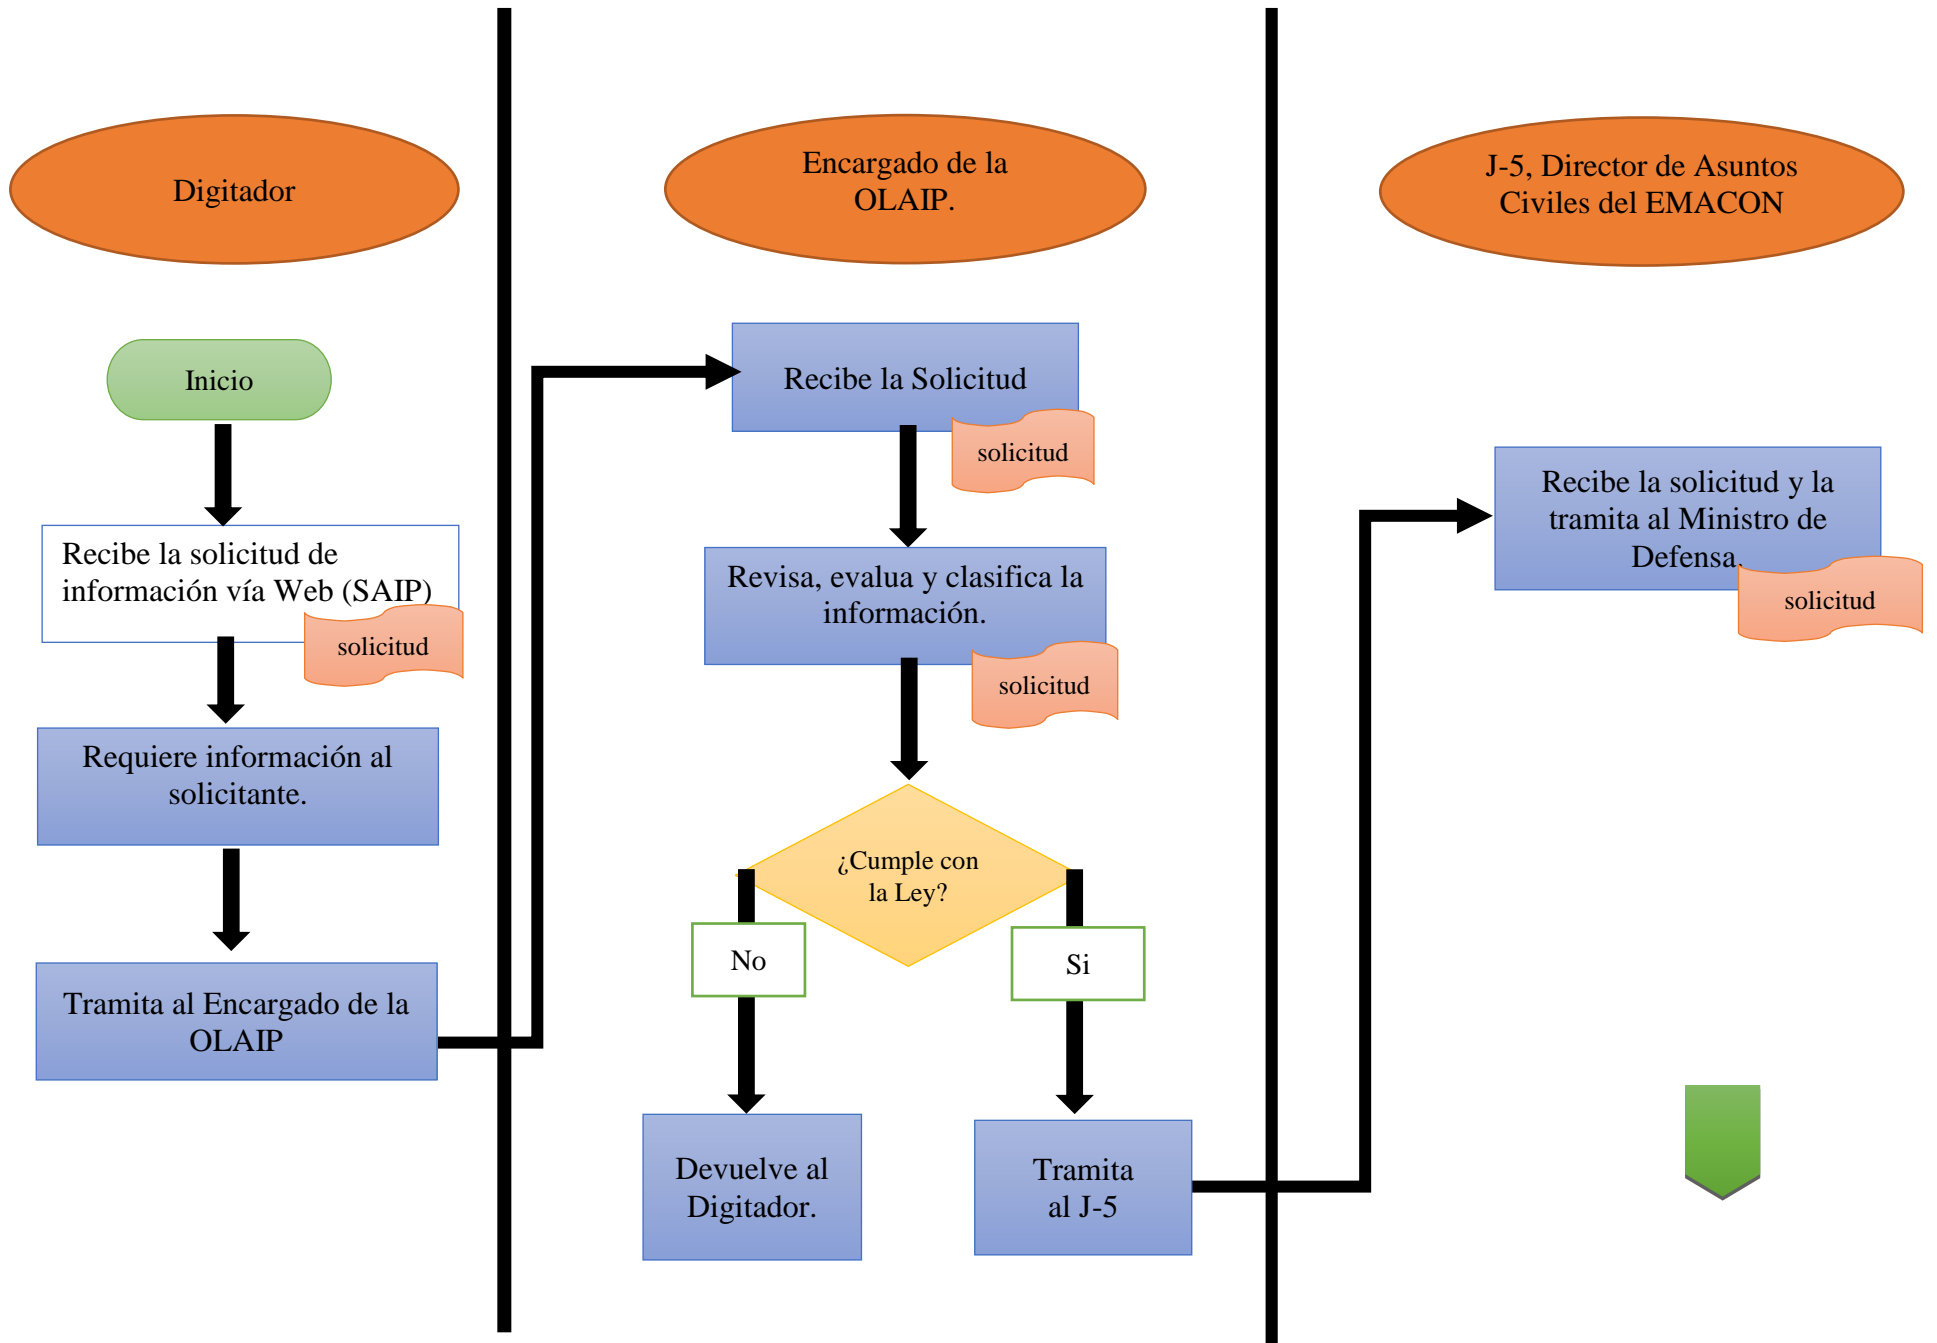 Digitador
Inicio
Recibe la solicitud de
información vía Web (SAIP)
solicitud
Requiere información al
solicitante.
Tramita al Encargado de la
OLAIP
Encargado de la
OLAIP.
Recibe la Solicitud
solicitud
Revisa, evalua y clasifica la
información.
solicitud
¿Cumple con
la Ley?
No
Si
Devuelve al
Digitador.
Tramita
al J-5
J-5, Director de Asuntos
Civiles del EMACON
Recibe la solicitud y la
tramita al Ministro de
Defensa.
solicitud